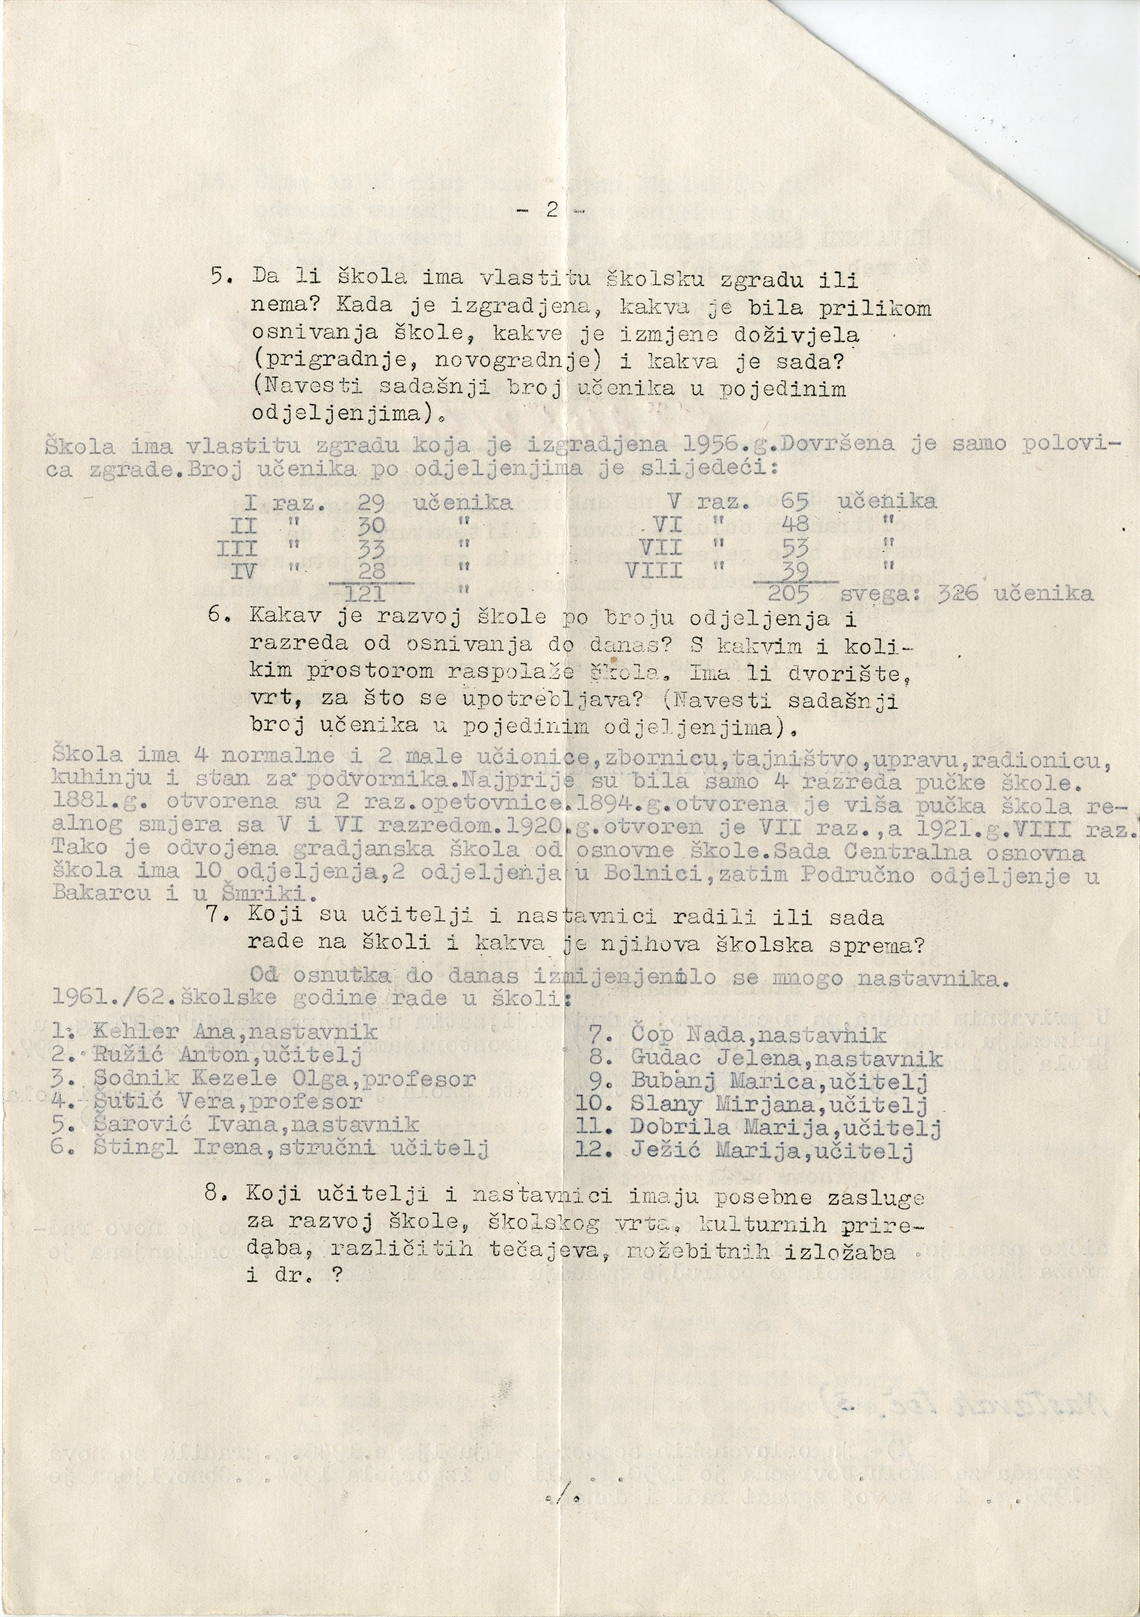 - 2 -
5. Da li škola ima vlastitu školsku zgradu ili
nema? Kada je izgradjena, kakva je bila prilikom
osnivanja škole, kakve je izmjene doživjela
(prigradnje, novogradnje) i kakva je sada?
(Navesti sadašnji broj učenika u pojedinim
odjeljenjima).
Škola ima vlastitu zgradu koja je izgradjena 1956.g.Dovršena je samo polovi-
ca zgrade.Broj učenika po odjeljenjima je slijedeći:
I raz. 29 učenika V raz. 65 učenika
II " 30 " VI " 48 "
III " 33 " VII " 53 "
IV " 28 " VIII " 39 "
121 " 205 svega: 326 učenika
6. Kakav je razvoj škole po broju odjeljenja i
razreda od osnivanja do danas? S kakvim i koli-
kim prostorom raspolaže škola. Ima li dvorište,
vrt, za što se upotrebljava? (Navesti sadašnji
broj učenika u pojedinim odjeljenjima).
Škola ima 4 normalne i 2 male učionice,zbornicu,tajništvo,upravu,radionicu,
kuhinju i stan za podvornika.Najprije su bila samo 4 razreda pučke škole.
1881.g. otvorena su 2 raz.opetovnice.1894.g.otvorena je viša pučka škola re-
alnog smjera sa V i VI razredom.1920.g.otvoren je VII raz.,a 1921.g.VIII raz.
Tako je odvojena gradjanska škola od osnovne škole.Sada Centralna osnovna
škola ima 10 odjeljenja,2 odjeljenja u Bolnici,zatim Područno odjeljenje u
Bakarcu i u Šmriki.
7. Koji su učitelji i nastavnici radili ili sada
rade na školi i kakva je njihova školska sprema?
Od osnutka do danas izmijenjenilo se mnogo nastavnika.
1961./62.školske godine rade u školi:
1. Kehler Ana,nastavnik 7. Čop Nada,nastavnik
2. Ružić Anton,učitelj 8. Gudac Jelena,nastavnik
3. Sodnik Kezele Olga,profesor 9. Bubanj Marica,učitelj
4. Šutić Vera,profesor 10. Slany Mirjana,učitelj
5. Šarović Ivana,nastavnik 11. Dobrila Marija,učitelj
6. Štingl Irena,stručni učitelj 12. Ježić Marija,učitelj
8. Koji učitelji i nastavnici imaju posebne zasluge
za razvoj škole, školskog vrta, kulturnih prire-
daba, različitih tečajeva, možebitnih izložaba
i dr. ?
./.